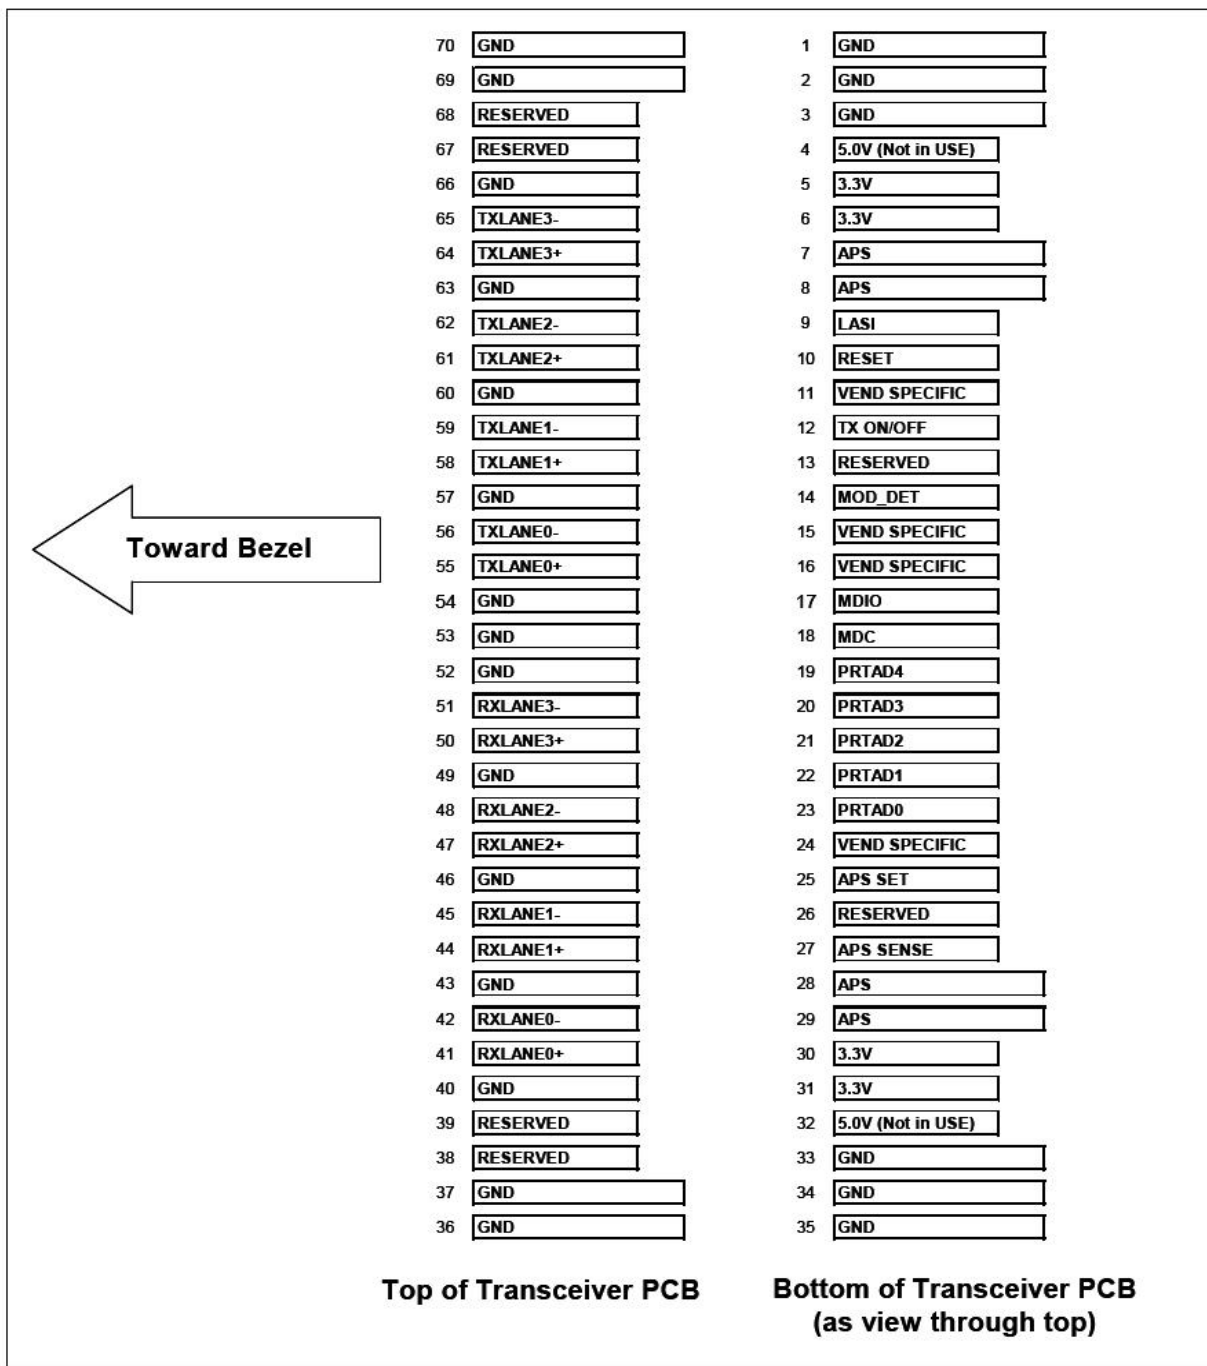 70 GND 1 GND
69 GND 2 GND
68 RESERVED 3 GND
67 RESERVED 4 5.0V (Not in USE)
66 GND 5 3.3V
65 TXLANE3- 6 3.3V
64 TXLANE3+ 7 APS
63 GND 8 APS
62 TXLANE2- 9 LASI
61 TXLANE2+ 10 RESET
60 GND 11 VEND SPECIFIC
59 TXLANE1- 12 TX ON/OFF
58 TXLANE1+ 13 RESERVED
57 GND 14 MOD_DET
56 TXLANE0- 15 VEND SPECIFIC
Toward Bezel
55 TXLANE0+ 16 VEND SPECIFIC
54 GND 17 MDIO
53 GND 18 MDC
52 GND 19 PRTAD4
51 RXLANE3- 20 PRTAD3
50 RXLANE3+ 21 PRTAD2
49 GND 22 PRTAD1
48 RXLANE2- 23 PRTAD0
47 RXLANE2+ 24 VEND SPECIFIC
46 GND 25 APS SET
45 RXLANE1- 26 RESERVED
44 RXLANE1+ 27 APS SENSE
43 GND 28 APS
42 RXLANE0- 29 APS
41 RXLANE0+ 30 3.3V
40 GND 31 3.3V
39 RESERVED 32 5.0V (Not in USE)
38 RESERVED 33 GND
37 GND 34 GND
36 GND 35 GND
Top of Transceiver PCB
Bottom of Transceiver PCB
(as view through top)